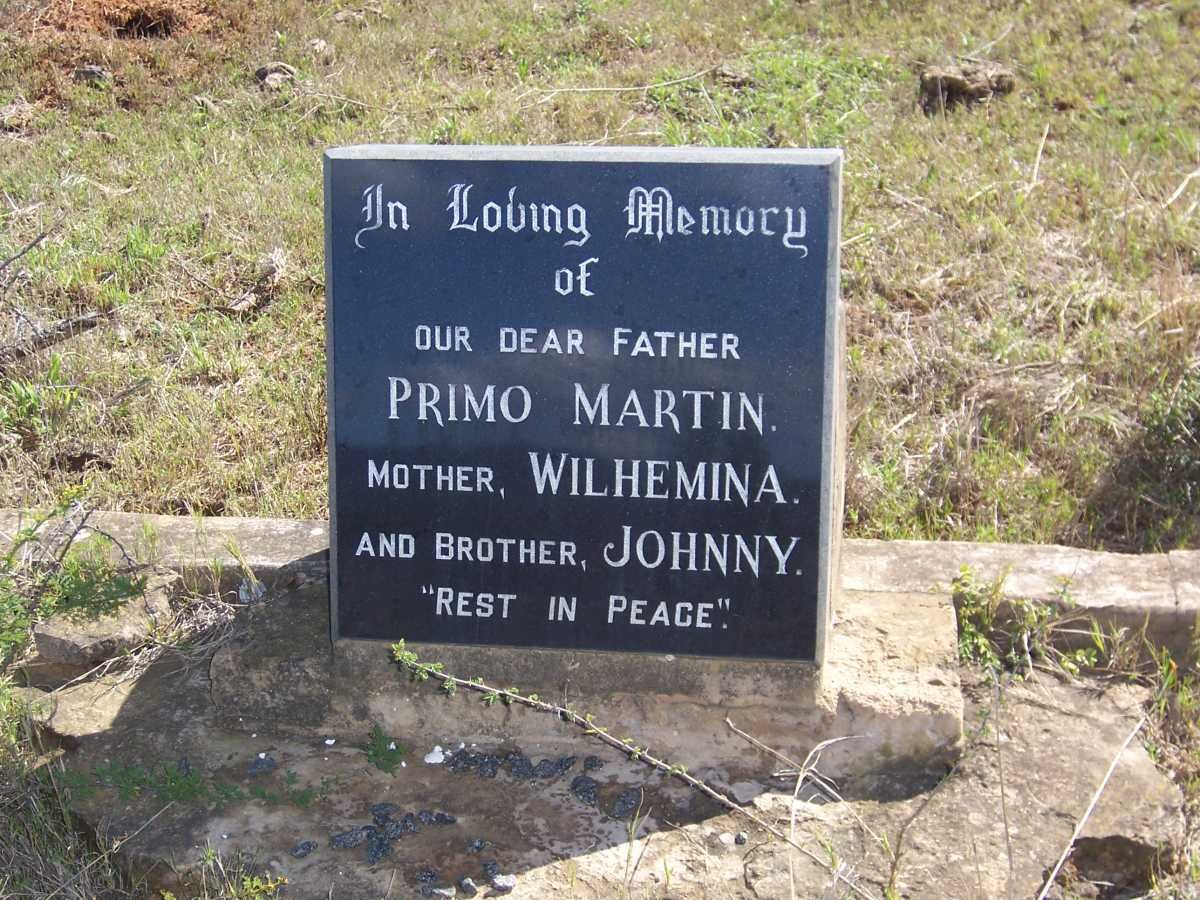 In Loving Memory
of
OUR DEAR FATHER
PRIMO MARTIN.
MOTHER, WILHEMINA.
AND BROTHER, JOHNNY.
"REST IN PEACE".